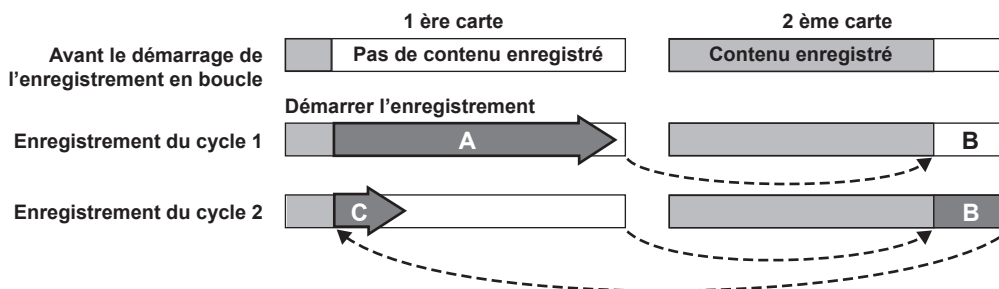 1 ère carte
2 ème carte
Avant le démarrage de
l'enregistrement en boucle
Pas de contenu enregistré
Contenu enregistré
Démarrer l'enregistrement
Enregistrement du cycle 1
A
B
Enregistrement du cycle 2
C
B